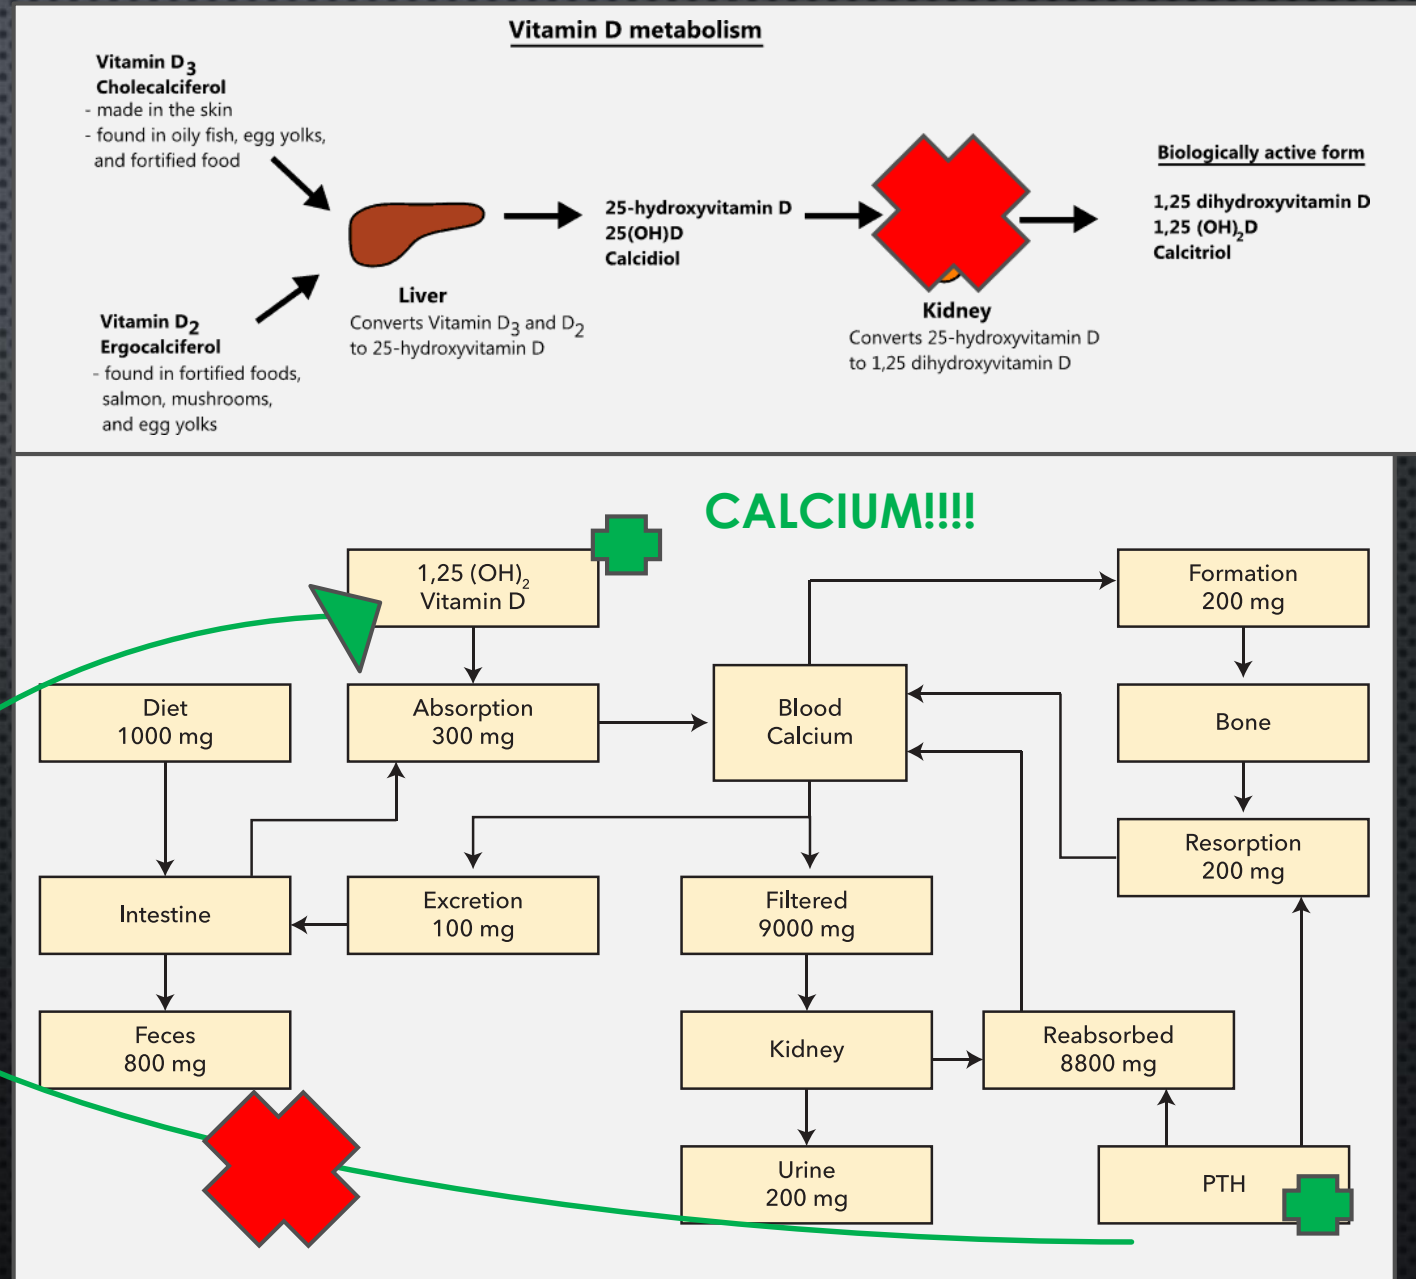 Vitamin D metabolism
Vitamin D3
Cholecalciferol
- made in the skin
- found in oily fish, egg yolks,
and fortified food
Biologically active form
1,25 dihydroxyvitamin D
1,25 (OH)2D
Calcitriol
25-hydroxyvitamin D
25(OH)D
Calcidiol
Liver
Converts Vitamin D3 and D2
to 25-hydroxyvitamin D
Kidney
Converts 25-hydroxyvitamin D
to 1,25 dihydroxyvitamin D
Vitamin D2
Ergocalciferol
- found in fortified foods,
salmon, mushrooms,
and egg yolks
CALCIUM!!!!
1,25 (OH)2
Vitamin D
Formation
200 mg
Diet
1000 mg
Absorption
300 mg
Blood
Calcium
Bone
Resorption
200 mg
Intestine
Excretion
100 mg
Filtered
9000 mg
Feces
800 mg
Kidney
Reabsorbed
8800 mg
Urine
200 mg
PTH